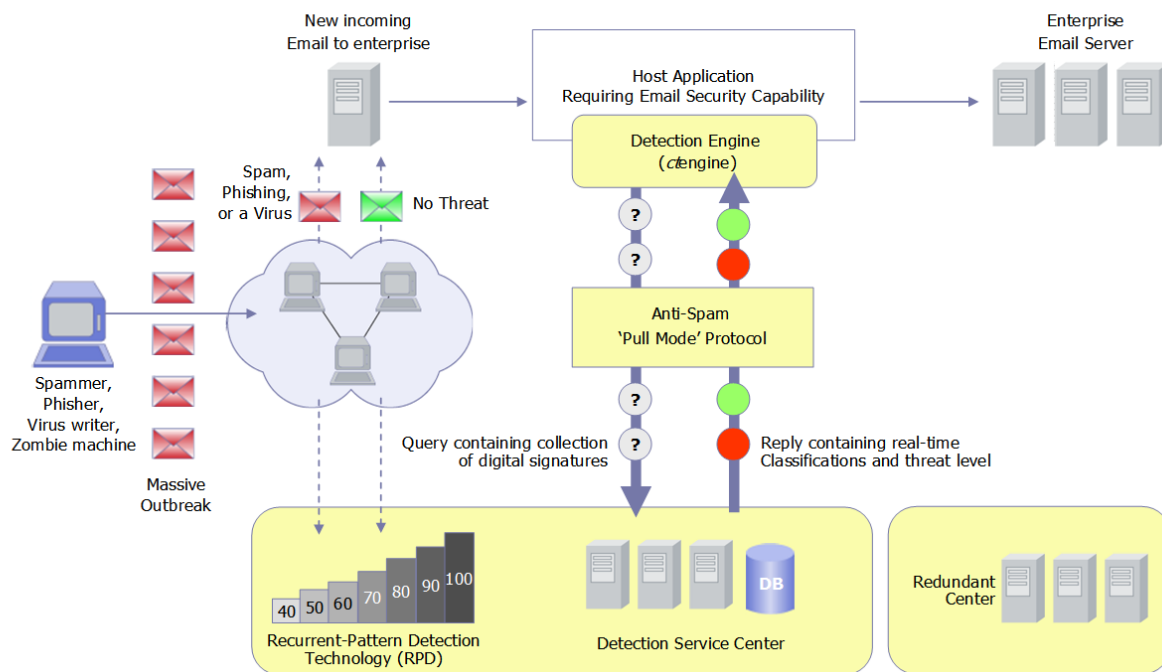 New incoming
Email to enterprise
Enterprise
Email Server
Host Application
Requiring Email Security Capability
Detection Engine
(ctengine)
Spam,
Phishing,
or a Virus
No Threat
?
?
Anti-Spam
‘Pull Mode’ Protocol
Spammer,
Phisher,
Virus writer,
Zombie machine
Massive
Outbreak
?
?
Query containing collection
of digital signatures
Reply containing real-time
Classifications and threat level
40 50 60 70 80 90 100
Recurrent-Pattern Detection
Technology (RPD)
DB
Detection Service Center
Redundant
Center